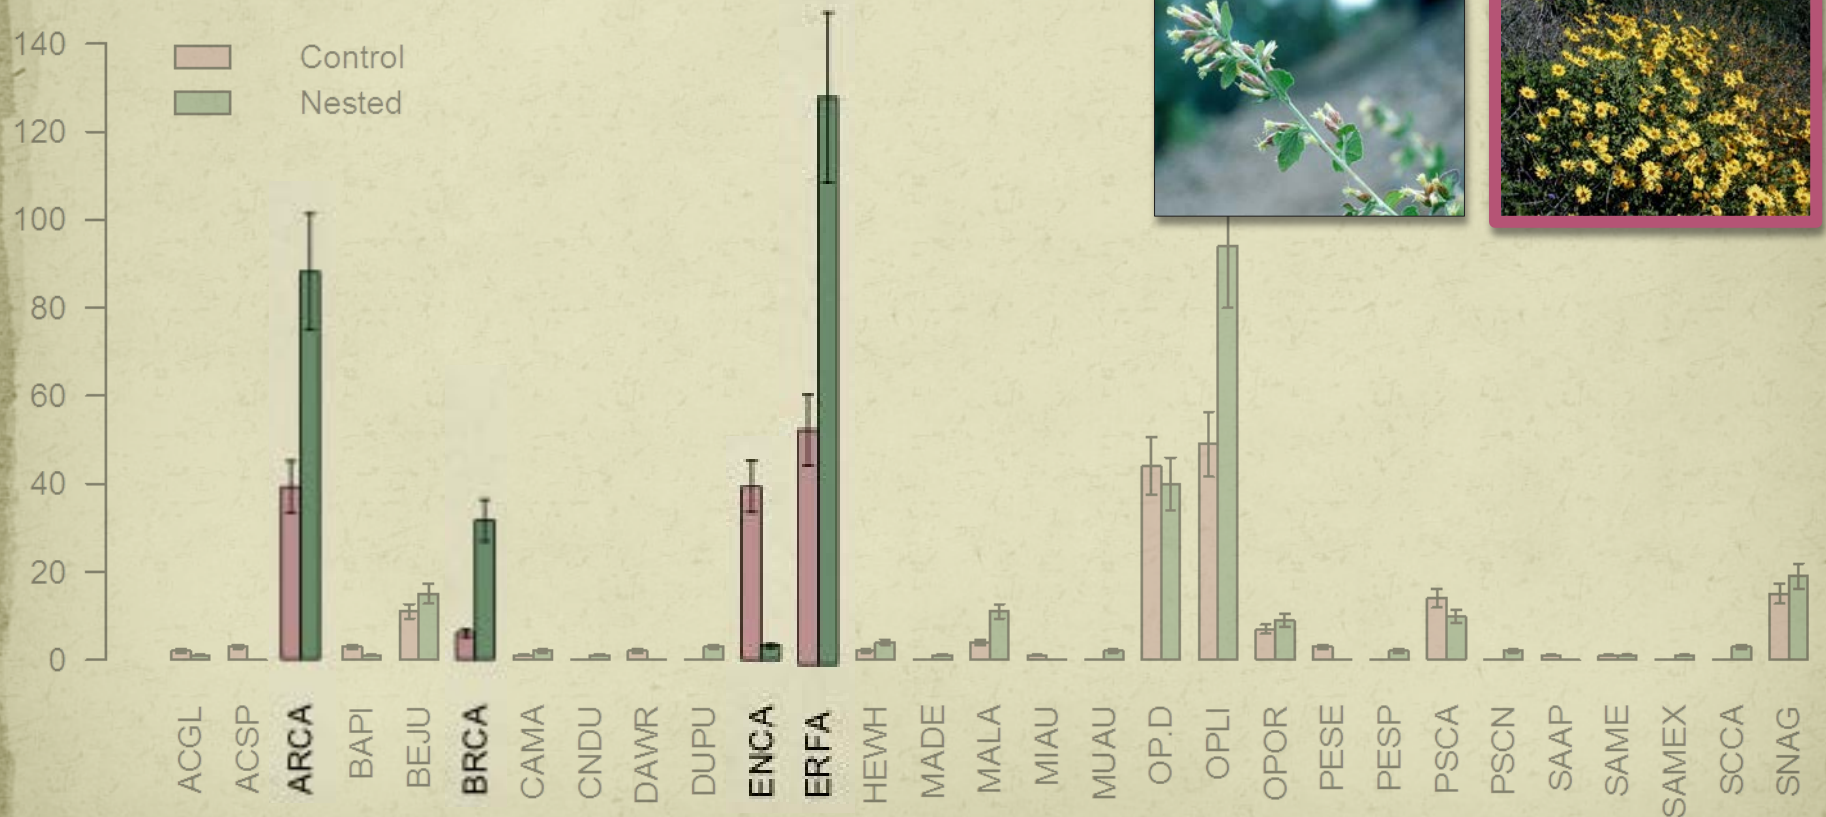 140
120
100
80
60
40
20
0
Control
Nested
ACGL
ACSP
ARCA
BAPI
BEJU
BRCA
CAMA
CNDU
DAWR
DUPU
ENCA
ERFA
HEWH
MADE
MALA
MIAU
MUAU
OP.D
OPLI
OPOR
PESE
PESP
PSCA
PSCN
SAAP
SAME
SAMEX
SCCA
SNAG